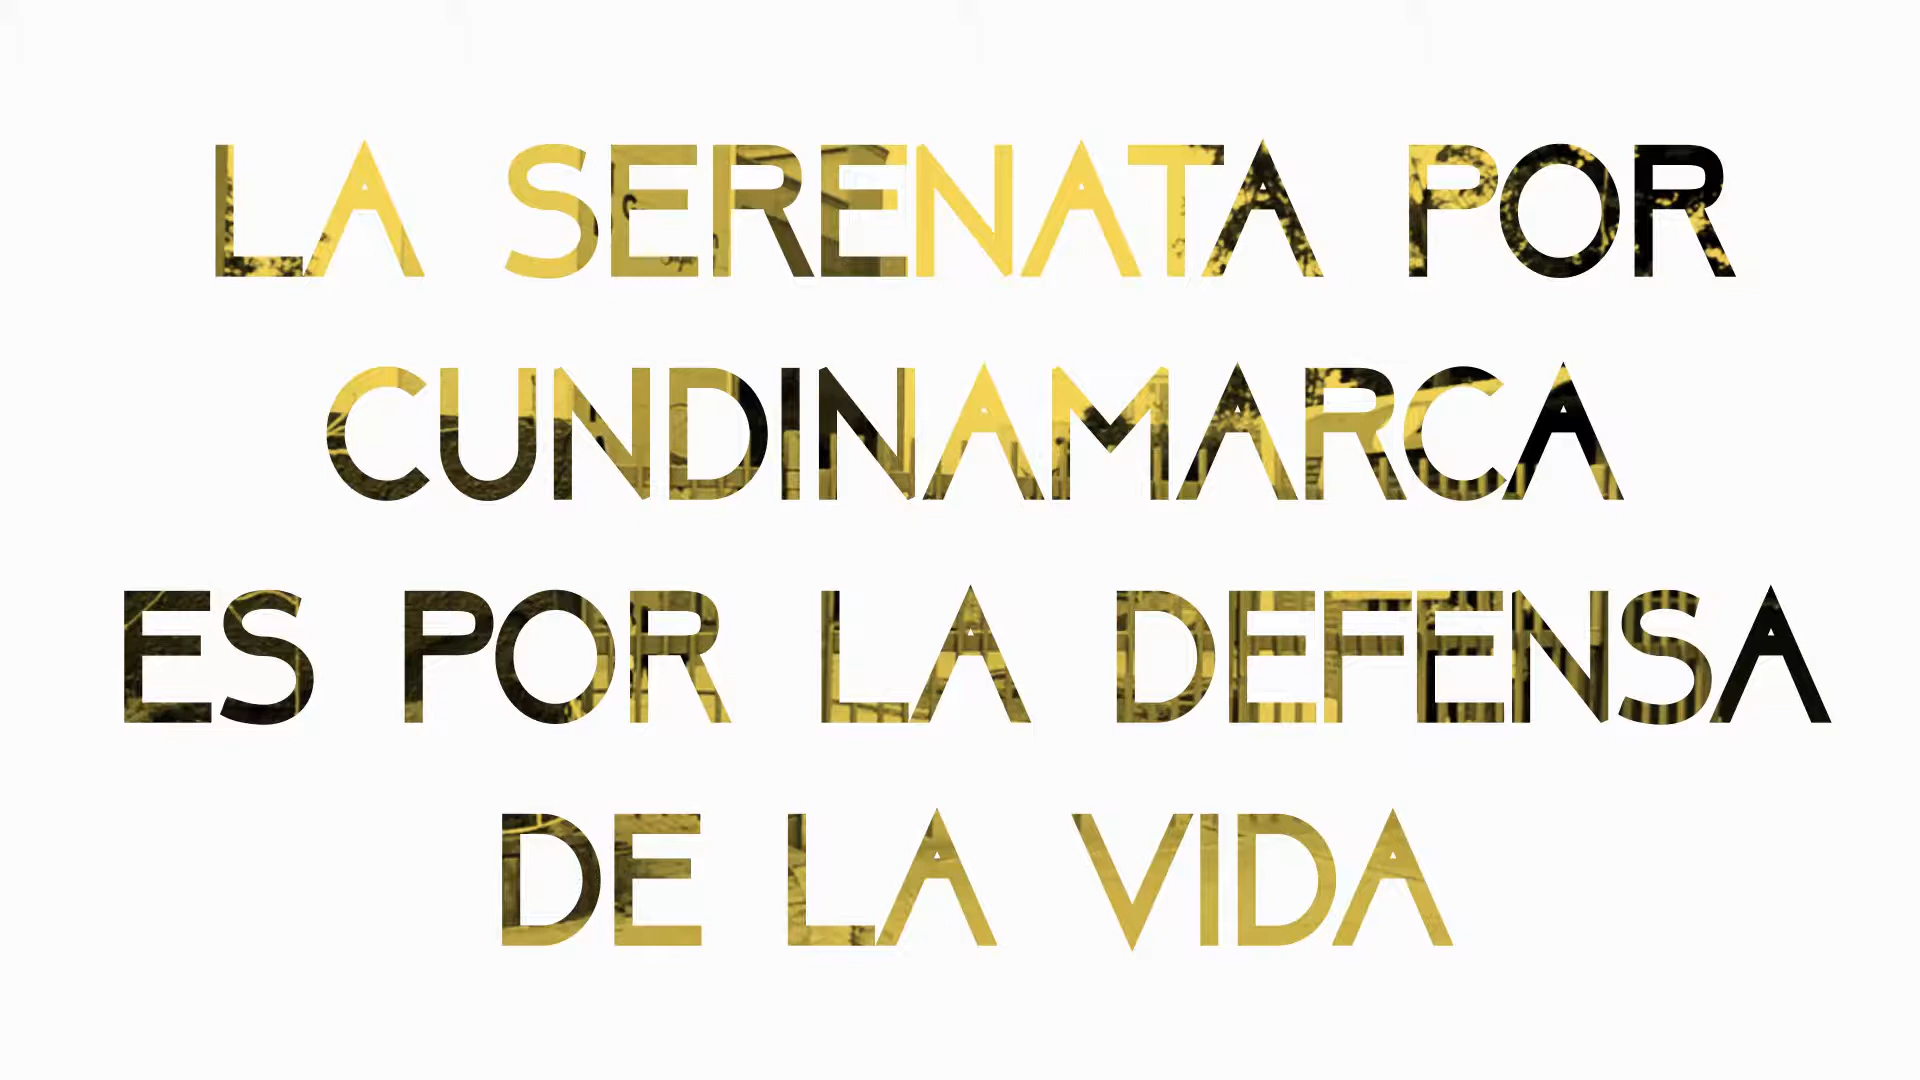 LA SERENATA POR
CUNDINAMARCA
ES POR LA DEFENSA
DE LA VIDA